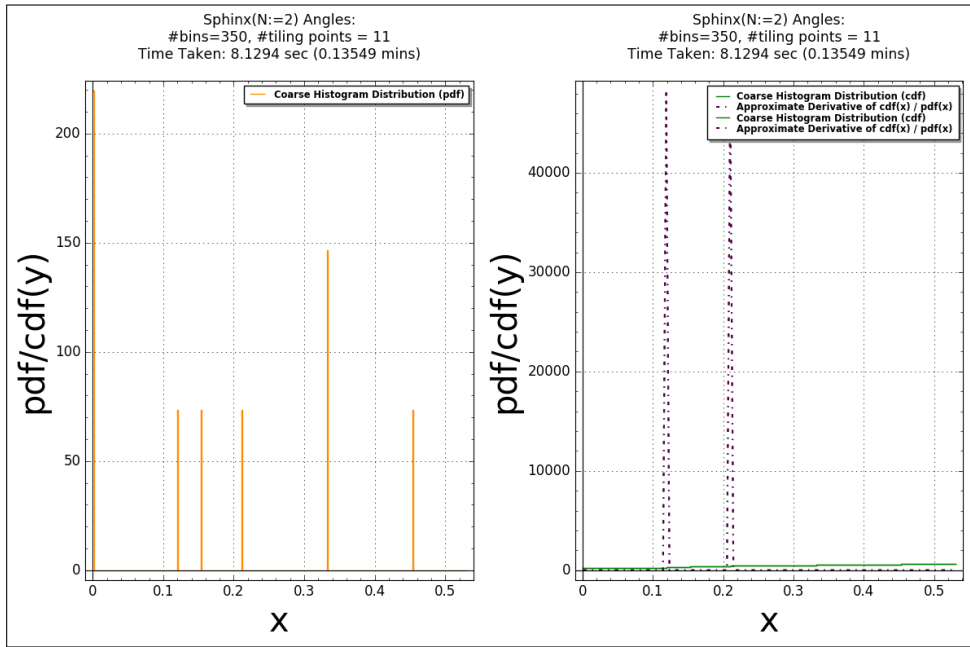 Sphinx(N:=2) Angles:
#bins=350, #tiling points = 11
Time Taken: 8.1294 sec (0.13549 mins)
Coarse Histogram Distribution (pdf)
200
150
100
50
0
pdf/cdf(y)
0 0.1 0.2 0.3 0.4 0.5
x
Sphinx(N:=2) Angles:
#bins=350, #tiling points = 11
Time Taken: 8.1294 sec (0.13549 mins)
Coarse Histogram Distribution (cdf)
Approximate Derivative of cdf(x) / pdf(x)
Coarse Histogram Distribution (cdf)
Approximate Derivative of cdf(x) / pdf(x)
40000
30000
20000
10000
0
pdf/cdf(y)
0 0.1 0.2 0.3 0.4 0.5
x